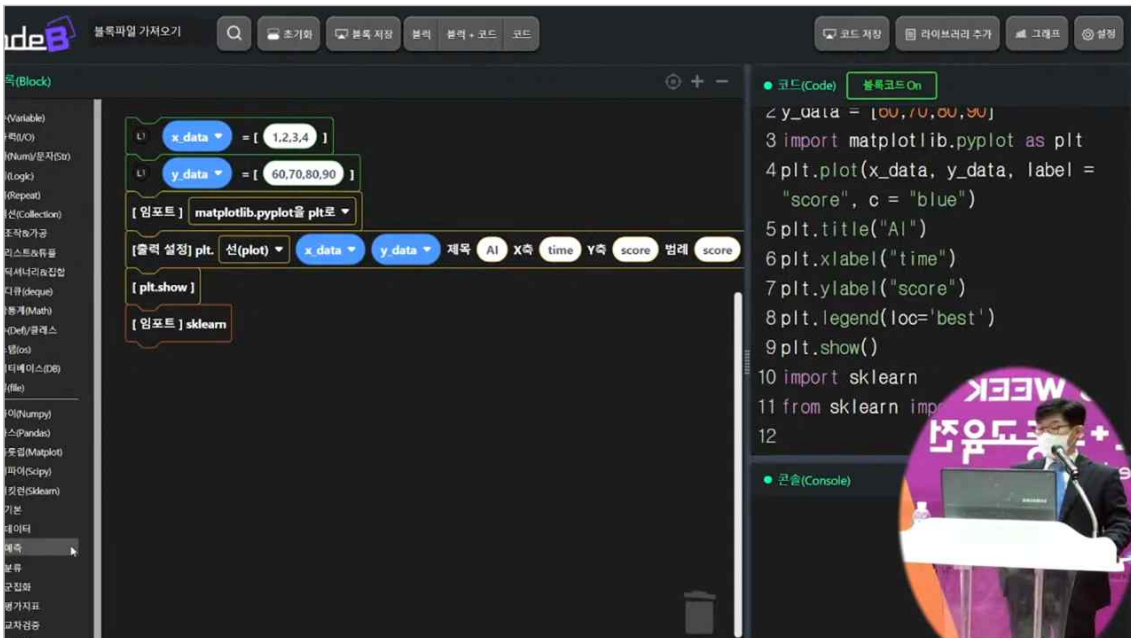 deB
블록파일 가져오기
초기화
블록 저장
블럭
블럭 + 코드
코드
코드 저장
라이브러리 추가
그래프
설정
록(Block)
(Variable)
(I/O)
(Num)/문자(Str)
(Logic)
(Repeat)
션(Collection)
조작&가공
리스트&튜플
딕셔너리&집합
디큐(deque)
통계(Math)
(Def)/클래스
(os)
(DB)
(file)
(Numpy)
(Pandas)
(Matplot)
파이(Scipy)
킷런(Sklearn)
기본
데이터
예측
분류
군집화
평가지표
교차검증
x_data = [ 1,2,3,4 ]
y_data = [ 60,70,80,90 ]
[ 임포트 ] matplotlib.pyplot을 plt로
[출력 설정] plt. 선(plot) x_data y_data 제목 AI X축 time Y축 score 범례 score
[ plt.show ]
[ 임포트 ] sklearn
코드(Code)
블록코드 On
2 y_data = [60,70,80,90]
3 import matplotlib.pyplot as plt
4 plt.plot(x_data, y_data, label =
"score", c = "blue")
5 plt.title("AI")
6 plt.xlabel("time")
7 plt.ylabel("score")
8 plt.legend(loc='best')
9 plt.show()
10 import sklearn
11 from sklearn imp
12
콘솔(Console)
WEEK